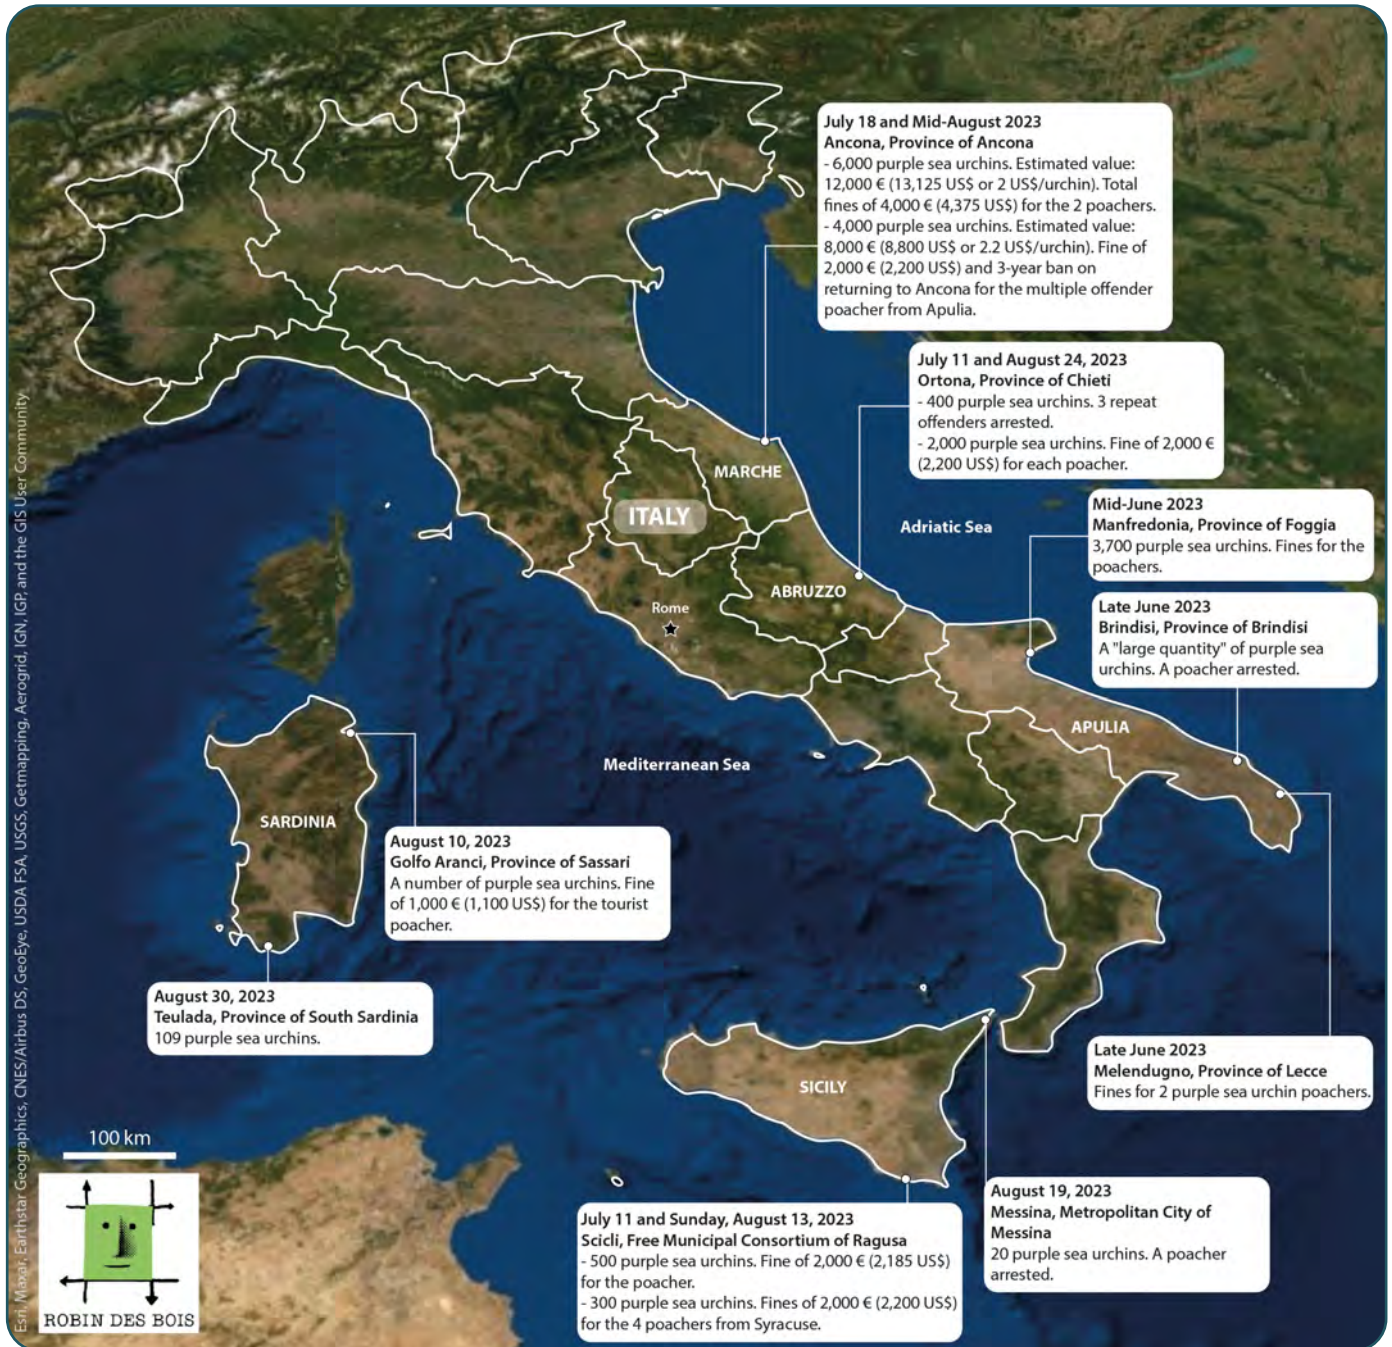 July 18 and Mid-August 2023
Ancona, Province of Ancona
- 6,000 purple sea urchins. Estimated value:
12,000 € (13,125 US$ or 2 US$/urchin). Total
fines of 4,000 € (4,375 US$) for the 2 poachers.
- 4,000 purple sea urchins. Estimated value:
8,000 € (8,800 US$ or 2.2 US$/urchin). Fine of
2,000 € (2,200 US$) and 3-year ban on
returning to Ancona for the multiple offender
poacher from Apulia.
July 11 and August 24, 2023
Ortona, Province of Chieti
- 400 purple sea urchins. 3 repeat
offenders arrested.
- 2,000 purple sea urchins. Fine of 2,000 €
(2,200 US$) for each poacher.
MARCHE
ITALY
Adriatic Sea
Mid-June 2023
Manfredonia, Province of Foggia
3,700 purple sea urchins. Fines for the
poachers.
ABRUZZO
Rome
Late June 2023
Brindisi, Province of Brindisi
A "large quantity" of purple sea
urchins. A poacher arrested.
APULIA
Mediterranean Sea
SARDINIA
August 10, 2023
Golfo Aranci, Province of Sassari
A number of purple sea urchins. Fine
of 1,000 € (1,100 US$) for the tourist
poacher.
August 30, 2023
Teulada, Province of South Sardinia
109 purple sea urchins.
Late June 2023
Melendugno, Province of Lecce
Fines for 2 purple sea urchin poachers.
SICILY
August 19, 2023
Messina, Metropolitan City of
Messina
20 purple sea urchins. A poacher
arrested.
July 11 and Sunday, August 13, 2023
Scicli, Free Municipal Consortium of Ragusa
- 500 purple sea urchins. Fine of 2,000 € (2,185 US$)
for the poacher.
- 300 purple sea urchins. Fines of 2,000 € (2,200 US$)
for the 4 poachers from Syracuse.
100 km
ROBIN DES BOIS
Esri, Maxar, Earthstar Geographics, CNES/Airbus DS, GeoEye, USDA FSA, USGS, Getmapping, Aerogrid, IGN, IGP, and the GIS User Community